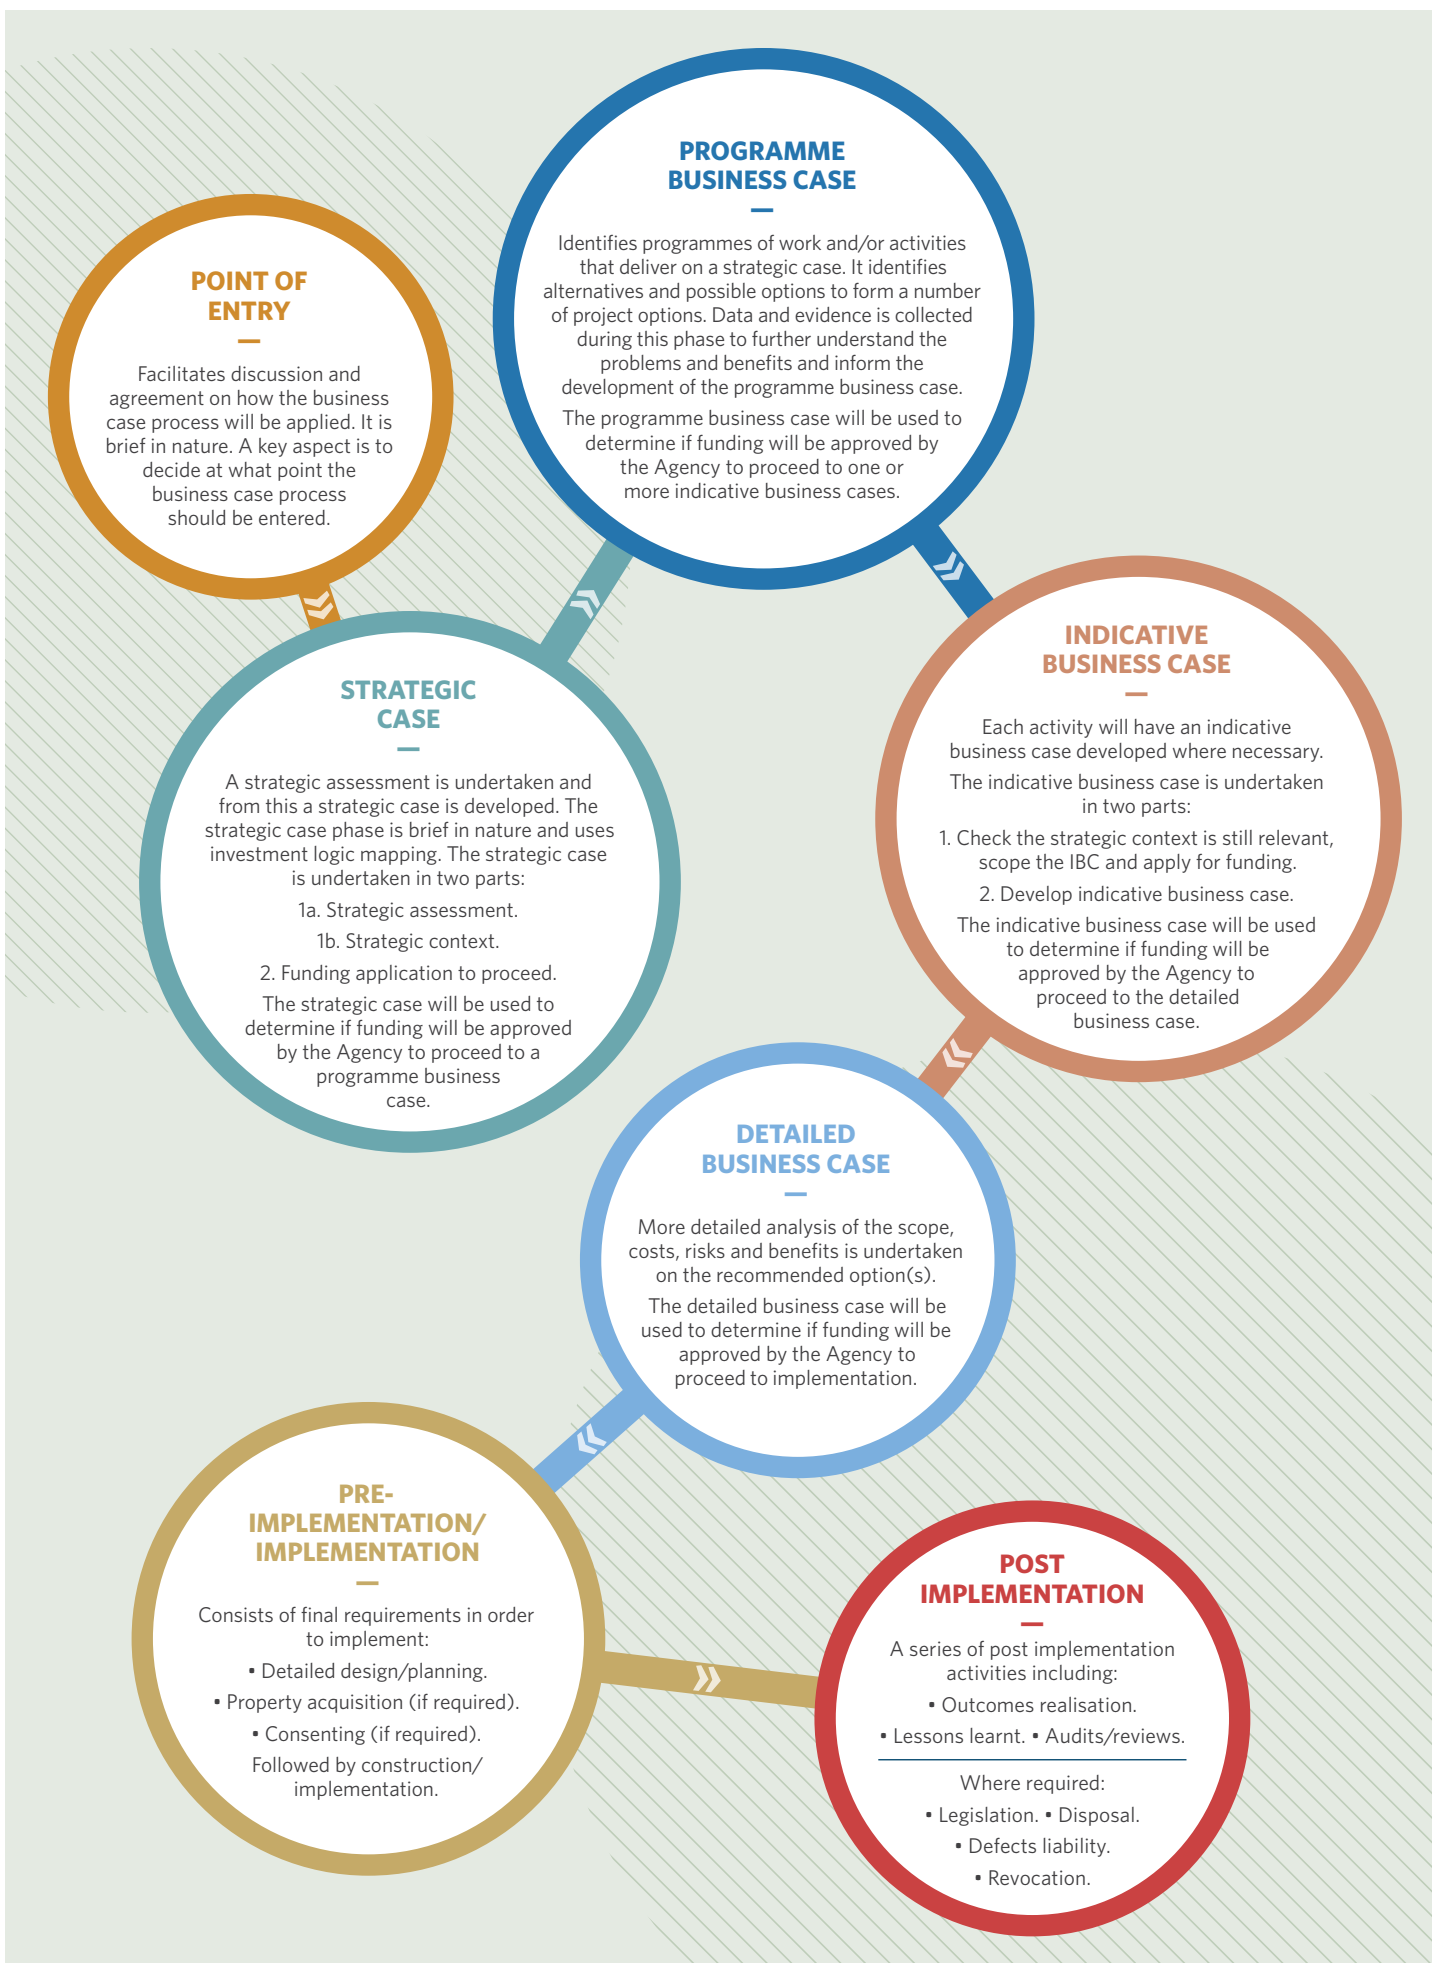 POINT OF
ENTRY
Facilitates discussion and
agreement on how the business
case process will be applied. It is
brief in nature. A key aspect is to
decide at what point the
business case process
should be entered.
STRATEGIC
CASE
A strategic assessment is undertaken and
from this a strategic case is developed. The
strategic case phase is brief in nature and uses
investment logic mapping. The strategic case
is undertaken in two parts:
1a. Strategic assessment.
1b. Strategic context.
2. Funding application to proceed.
The strategic case will be used to
determine if funding will be approved
by the Agency to proceed to a
programme business
case.
PROGRAMME
BUSINESS CASE
Identifies programmes of work and/or activities
that deliver on a strategic case. It identifies
alternatives and possible options to form a number
of project options. Data and evidence is collected
during this phase to further understand the
problems and benefits and inform the
development of the programme business case.
The programme business case will be used to
determine if funding will be approved by
the Agency to proceed to one or
more indicative business cases.
INDICATIVE
BUSINESS CASE
Each activity will have an indicative
business case developed where necessary.
The indicative business case is undertaken
in two parts:
1. Check the strategic context is still relevant,
scope the IBC and apply for funding.
2. Develop indicative business case.
The indicative business case will be used
to determine if funding will be
approved by the Agency to
proceed to the detailed
business case.
DETAILED
BUSINESS CASE
More detailed analysis of the scope,
costs, risks and benefits is undertaken
on the recommended option(s).
The detailed business case will be
used to determine if funding will be
approved by the Agency to
proceed to implementation.
PRE-
IMPLEMENTATION/
IMPLEMENTATION
Consists of final requirements in order
to implement:
▪ Detailed design/planning.
▪ Property acquisition (if required).
▪ Consenting (if required).
Followed by construction/
implementation.
POST
IMPLEMENTATION
A series of post implementation
activities including:
▪ Outcomes realisation.
▪ Lessons learnt. ▪ Audits/reviews.
Where required:
▪ Legislation. ▪ Disposal.
▪ Defects liability.
▪ Revocation.